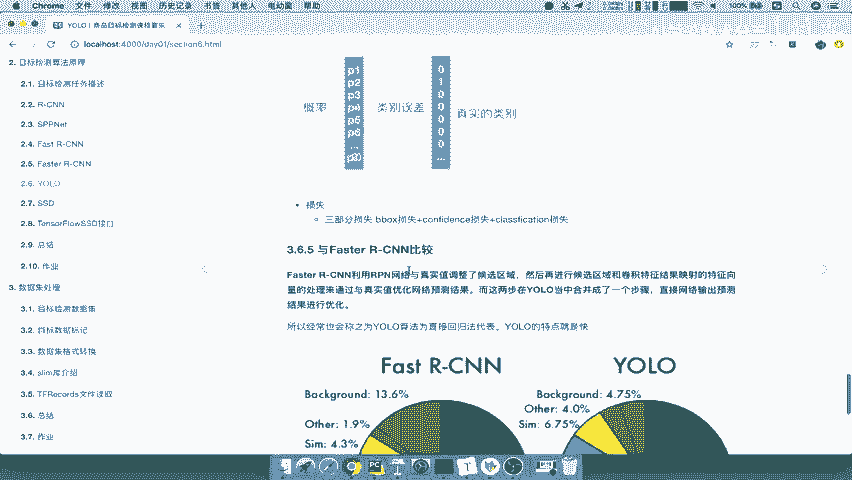 Chrome 文件 修改 视图 历史记录 书签 其他人 电动窗 帮助
100%
localhost:4000/day01/section6.html
2. 目标检测算法原理
2.1. 目标检测任务描述
2.2. R-CNN
2.3. SPPNet
2.4. Fast R-CNN
2.5. Faster R-CNN
2.6. YOLO
2.7. SSD
2.8. TensorFlowSSD接口
2.9. 总结
2.10. 作业
3. 数据集处理
3.1. 目标检测数据集
3.2. 目标数据标记
3.3. 数据集格式转换
3.4. slim库介绍
3.5. TFRecords文件读取
3.6. 总结
3.7. 作业
概率
p1
p2
p3
p4
p5
p6
...
p20
类别误差
0
1
0
0
0
0
0
...
真实的类别
损失
三部分损失 bbox损失+confidence损失+classfication损失
3.6.5 与Faster R-CNN比较
Faster R-CNN利用RPN网络与真实值调整了候选区域，然后再进行候选区域和卷积特征结果映射的特征向
量的处理来通过与真实值优化网络预测结果。而这两步在YOLO当中合并成了一个步骤，直接网络输出预测
结果进行优化。
所以经常也会称之为YOLO算法为直接回归法代表。YOLO的特点就是快
Fast R-CNN
Background: 13.6%
Other: 1.9%
Sim: 4.3%
YOLO
Background: 4.75%
Other: 4.0%
Sim: 6.75%